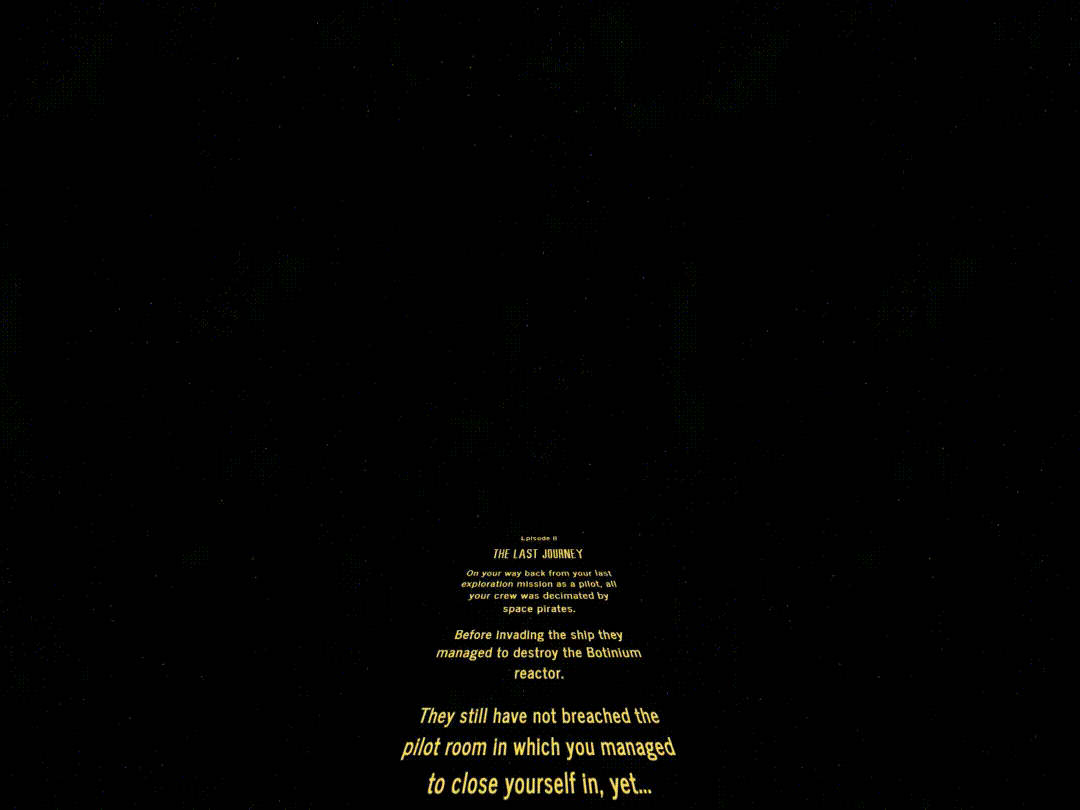 Episode II
THE LAST JOURNEY
On your way back from your last
exploration mission as a pilot, all
your crew was decimated by
space pirates.
Before invading the ship they
managed to destroy the Botinium
reactor.
They still have not breached the
pilot room in which you managed
to close yourself in, yet...